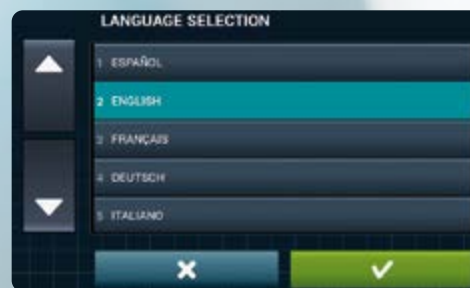 LANGUAGE SELECTION
1 ESPAÑOL
2 ENGLISH
3 FRANÇAIS
4 DEUTSCH
5 ITALIANO